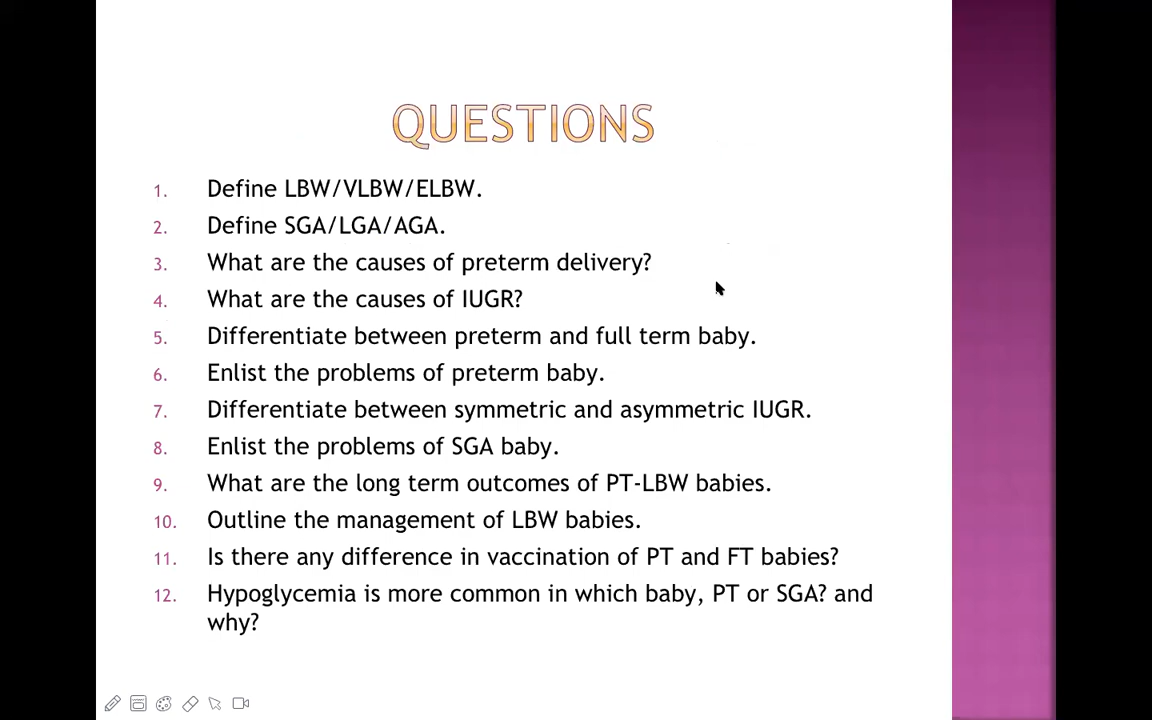 QUESTIONS
1. Define LBW/VLBW/ELBW.
2. Define SGA/LGA/AGA.
3. What are the causes of preterm delivery?
4. What are the causes of IUGR?
5. Differentiate between preterm and full term baby.
6. Enlist the problems of preterm baby.
7. Differentiate between symmetric and asymmetric IUGR.
8. Enlist the problems of SGA baby.
9. What are the long term outcomes of PT-LBW babies.
10. Outline the management of LBW babies.
11. Is there any difference in vaccination of PT and FT babies?
12. Hypoglycemia is more common in which baby, PT or SGA? and
why?